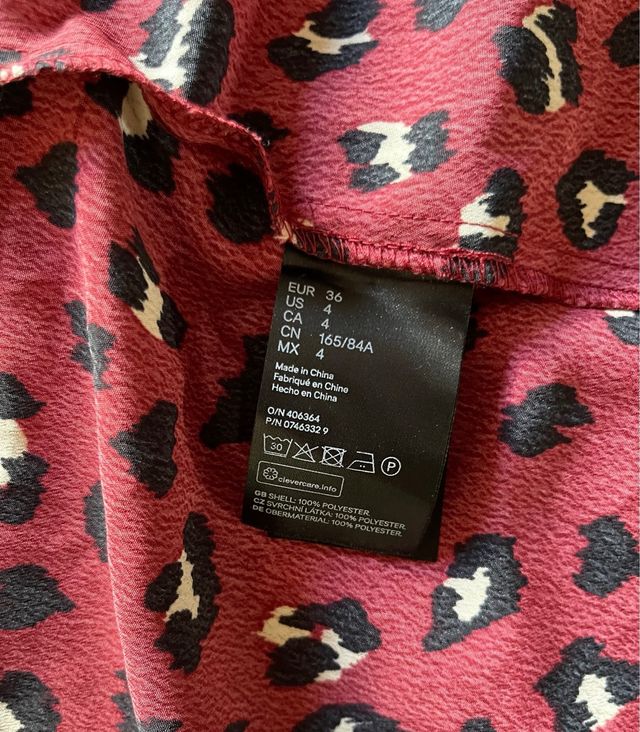 EUR 36
US 4
CA 4
CN 165/84A
MX 4
Made in China
Fabriqué en Chine
Hecho en China
O/N 406364
P/N 0746332 9
30 P
clevercare.info
GB SHELL: 100% POLYESTER.
CZ SVRCHNÍ LÁTKA: 100% POLYESTER.
DE OBERMATERIAL: 100% POLYESTER.